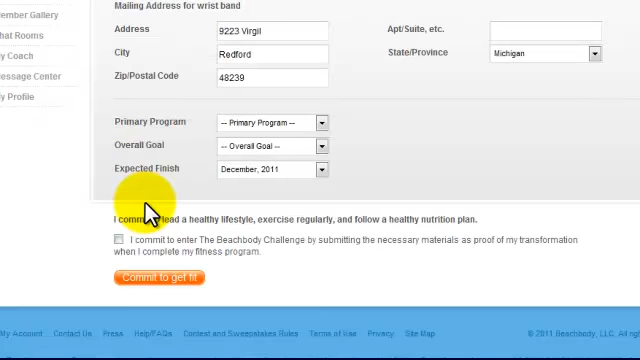 Mailing Address for wrist band
ember Gallery
hat Rooms
y Coach
essage Center
y Profile
Address 9223 Virgil Apt/Suite, etc.
City Redford State/Province Michigan
Zip/Postal Code 48239
Primary Program -- Primary Program --
Overall Goal -- Overall Goal --
Expected Finish December, 2011
I comm lead a healthy lifestyle, exercise regularly, and follow a healthy nutrition plan.
I commit to enter The Beachbody Challenge by submitting the necessary materials as proof of my transformation
when I complete my fitness program.
Commit to get fit
My Account Contact Us Press Help/FAQs Contest and Sweepstakes Rules Terms of Use Privacy Site Map © 2011 Beachbody, LLC. All rig